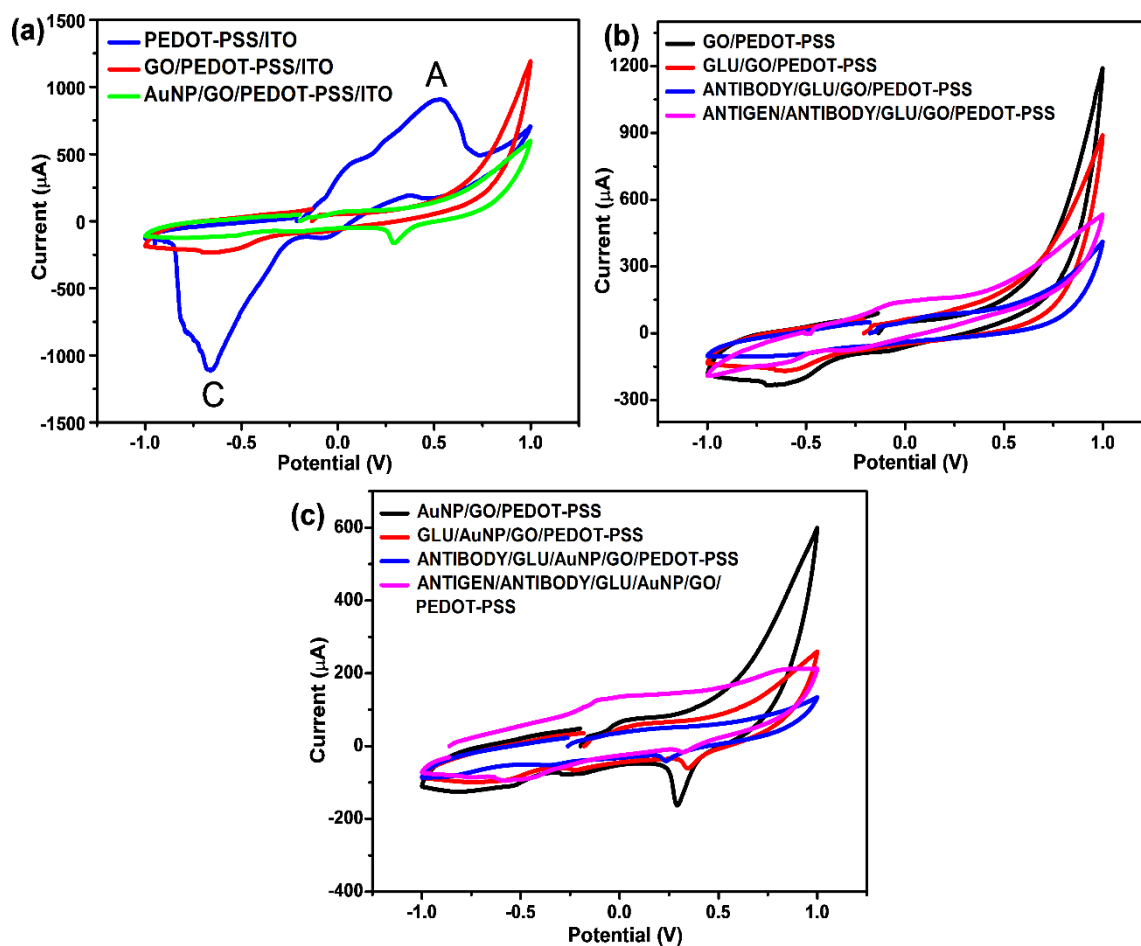 (a)
PEDOT-PSS/ITO
GO/PEDOT-PSS/ITO
AuNP/GO/PEDOT-PSS/ITO
A
C
1500
1000
500
0
-500
-1000
-1500
Current (µA)
-1.0
-0.5
0.0
0.5
1.0
Potential (V)
(b)
GO/PEDOT-PSS
GLU/GO/PEDOT-PSS
ANTIBODY/GLU/GO/PEDOT-PSS
ANTIGEN/ANTIBODY/GLU/GO/PEDOT-PSS
1200
900
600
300
0
-300
Current (µA)
-1.0
-0.5
0.0
0.5
1.0
Potential (V)
(c)
AuNP/GO/PEDOT-PSS
GLU/AuNP/GO/PEDOT-PSS
ANTIBODY/GLU/AuNP/GO/PEDOT-PSS
ANTIGEN/ANTIBODY/GLU/AuNP/GO/
PEDOT-PSS
600
400
200
0
-200
-400
Current (µA)
-1.0
-0.5
0.0
0.5
1.0
Potential (V)